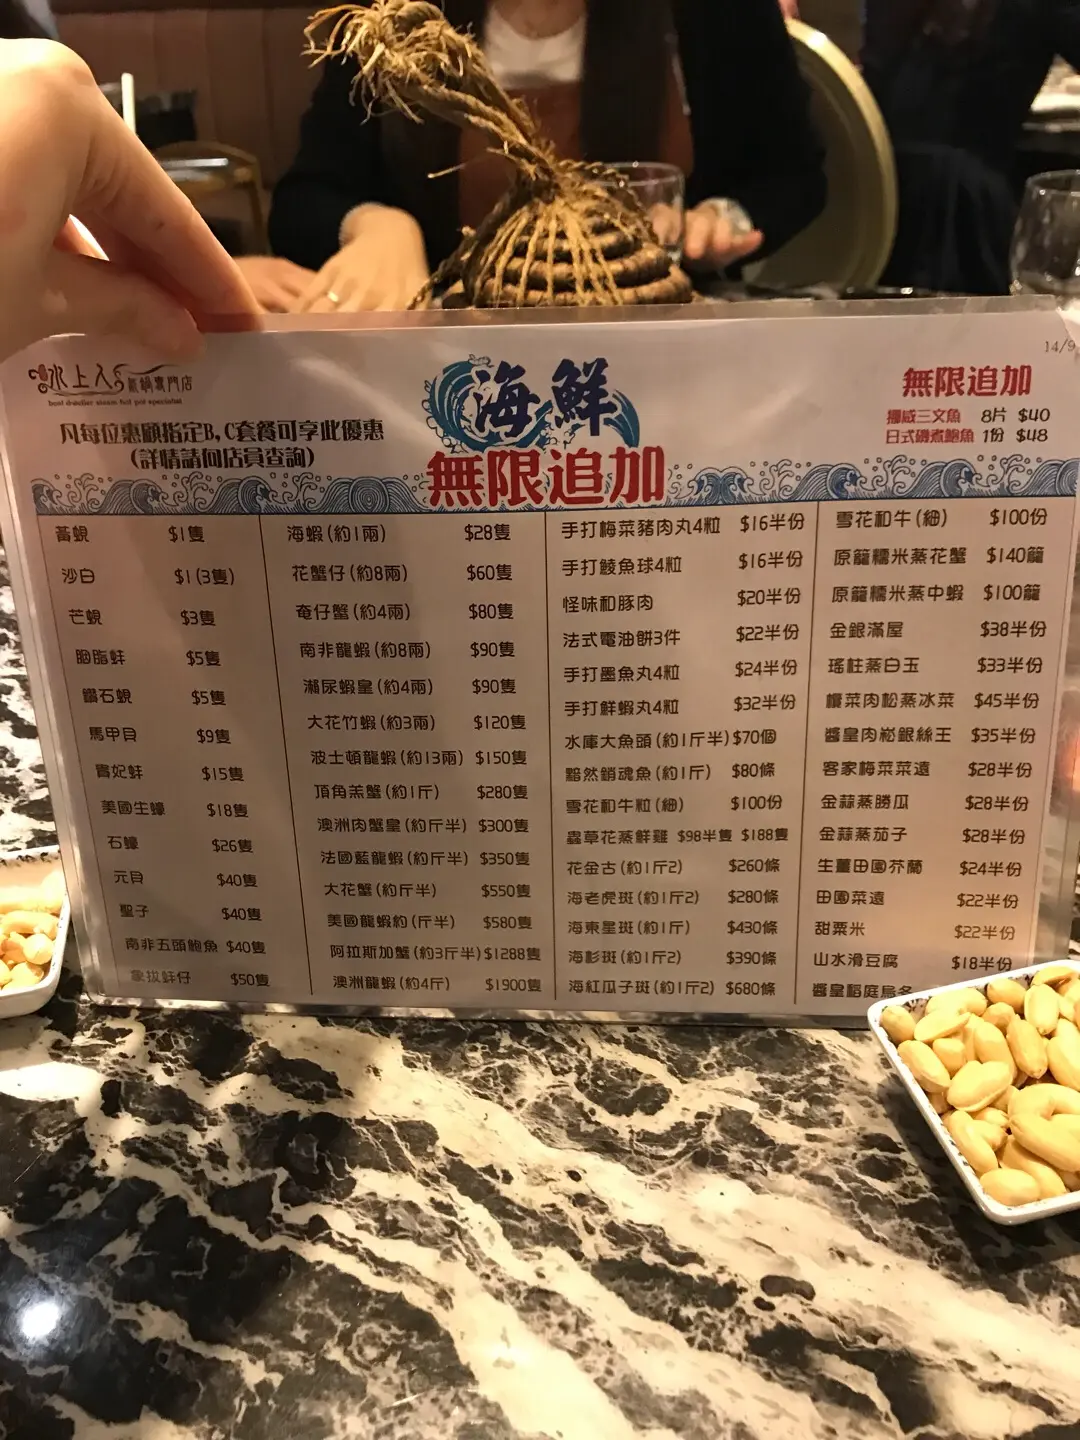 水上人蒸鍋專門店
boat dweller steam hot pot specialist
凡每位惠顧指定B,C套餐可享此優惠
(詳情請向店員查詢)
海鮮
無限追加
14/9
無限追加
挪威三文魚 8片 $40
日式磯煮鮑魚 1份 $48
黃蜆 $1隻
沙白 $1(3隻)
芒蜆 $3隻
胭脂蚌 $5隻
鑽石蜆 $5隻
馬甲貝 $9隻
貴妃蚌 $15隻
美國生蠔 $18隻
石蠔 $26隻
元貝 $40隻
聖子 $40隻
南非五頭鮑魚 $40隻
象拔蚌仔 $50隻
海蝦(約1兩) $28隻
花蟹仔(約8兩) $60隻
奄仔蟹(約4兩) $80隻
南非龍蝦(約8兩) $90隻
瀨尿蝦皇(約4兩) $90隻
大花竹蝦(約3兩) $120隻
波士頓龍蝦(約13兩) $150隻
頂角羔蟹(約1斤) $280隻
澳洲肉蟹皇(約斤半) $300隻
法國藍龍蝦(約斤半) $350隻
大花蟹(約斤半) $550隻
美國龍蝦約(斤半) $580隻
阿拉斯加蟹(約3斤半) $1288隻
澳洲龍蝦(約4斤) $1900隻
手打梅菜豬肉丸4粒 $16半份
手打鯪魚球4粒 $16半份
怪味和豚肉 $20半份
法式電油餅3件 $22半份
手打墨魚丸4粒 $24半份
手打鮮蝦丸4粒 $32半份
水庫大魚頭(約1斤半) $70個
黯然銷魂魚(約1斤) $80條
雪花和牛粒(細) $100份
蟲草花蒸鮮雞 $98半隻 $188隻
花金古(約1斤2) $260條
海老虎斑(約1斤2) $280條
海東星斑(約1斤) $430條
海杉斑(約1斤2) $390條
海紅瓜子斑(約1斤2) $680條
雪花和牛(細) $100份
原籠糯米蒸花蟹 $140籠
原籠糯米蒸中蝦 $100籠
金銀滿屋 $38半份
瑤柱蒸白玉 $33半份
欖菜肉松蒸冰菜 $45半份
醬皇肉崧銀絲王 $35半份
客家梅菜菜遠 $28半份
金蒜蒸勝瓜 $28半份
金蒜蒸茄子 $28半份
生薑田園芥蘭 $24半份
田園菜遠 $22半份
甜粟米 $22半份
山水滑豆腐 $18半份
醬皇稻庭烏冬